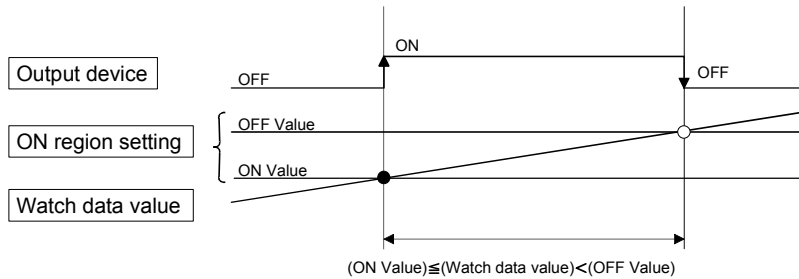 ON
Output device
OFF
OFF
OFF Value
ON region setting
ON Value
Watch data value
(ON Value)≦(Watch data value)<(OFF Value)